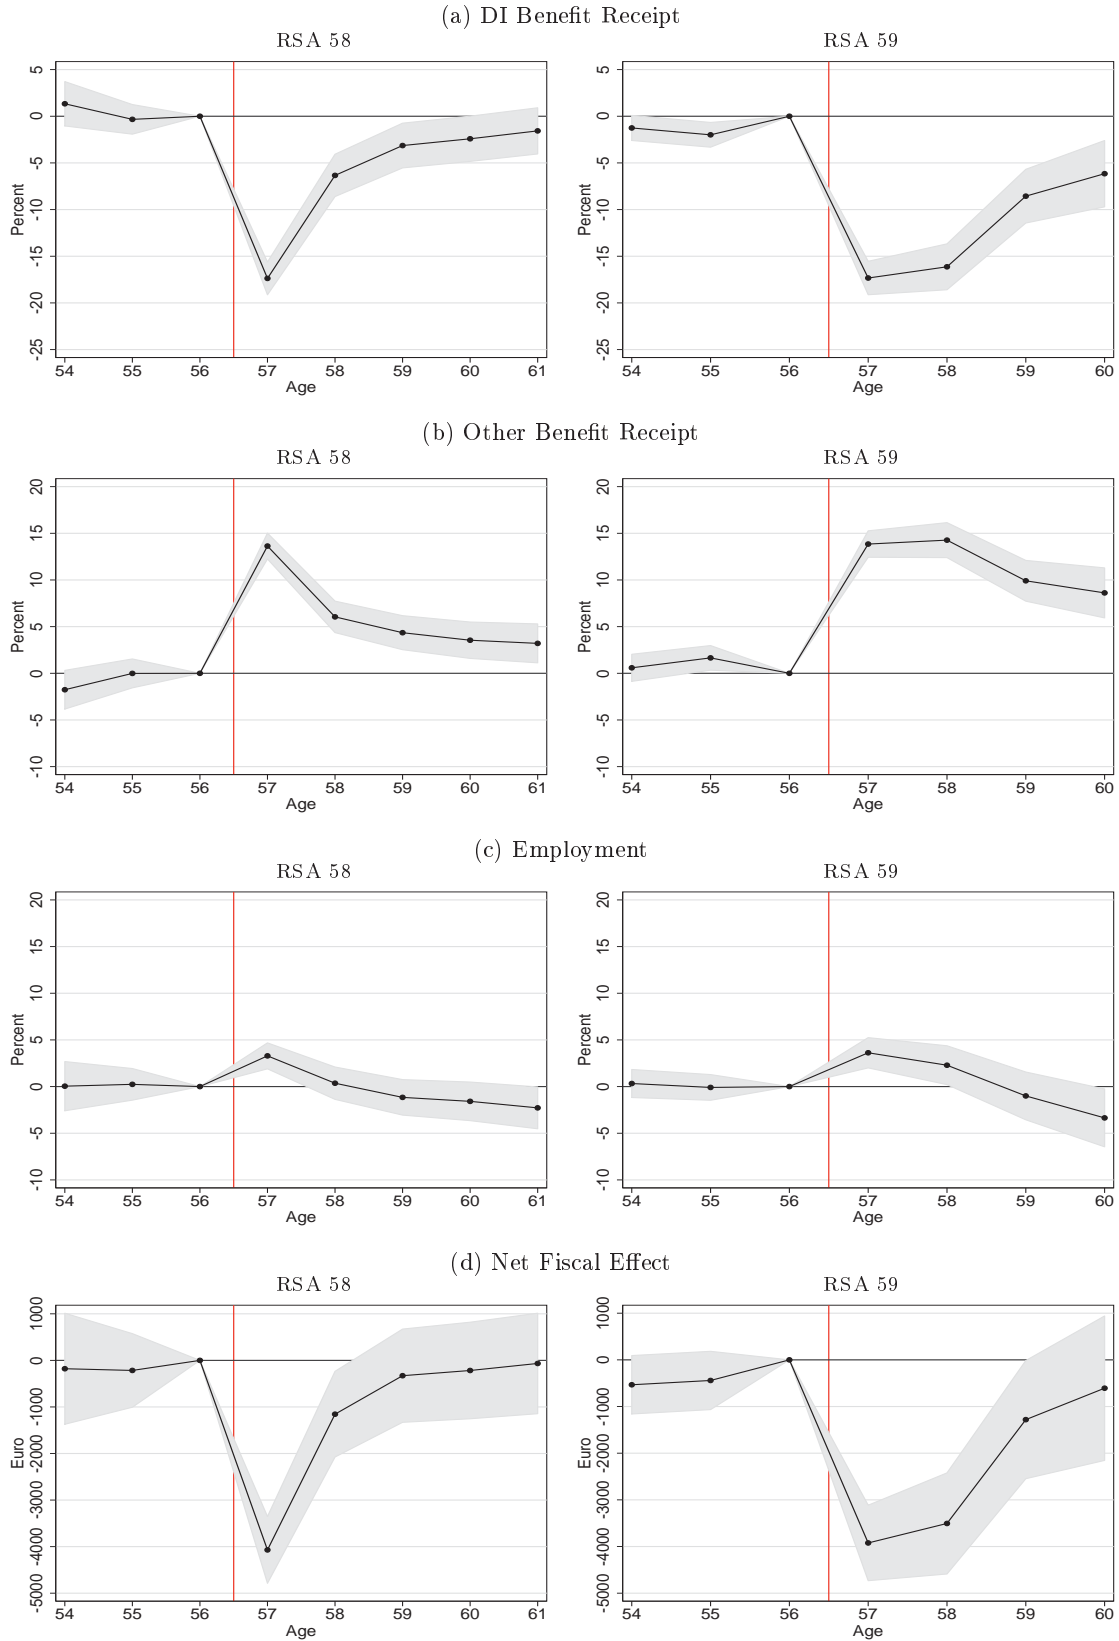 (a) DI Benefit Receipt
RSA 58
RSA 59
Percent
5
0
-5
-10
-15
-20
-25
54 55 56 57 58 59 60 61
Age
Percent
5
0
-5
-10
-15
-20
-25
54 55 56 57 58 59 60
Age
(b) Other Benefit Receipt
RSA 58
RSA 59
Percent
20
15
10
5
0
-5
-10
54 55 56 57 58 59 60 61
Age
Percent
20
15
10
5
0
-5
-10
54 55 56 57 58 59 60
Age
(c) Employment
RSA 58
RSA 59
Percent
20
15
10
5
0
-5
-10
54 55 56 57 58 59 60 61
Age
Percent
20
15
10
5
0
-5
-10
54 55 56 57 58 59 60
Age
(d) Net Fiscal Effect
RSA 58
RSA 59
Euro
1000
0
-1000
-2000
-3000
-4000
-5000
54 55 56 57 58 59 60 61
Age
Euro
1000
0
-1000
-2000
-3000
-4000
-5000
54 55 56 57 58 59 60
Age